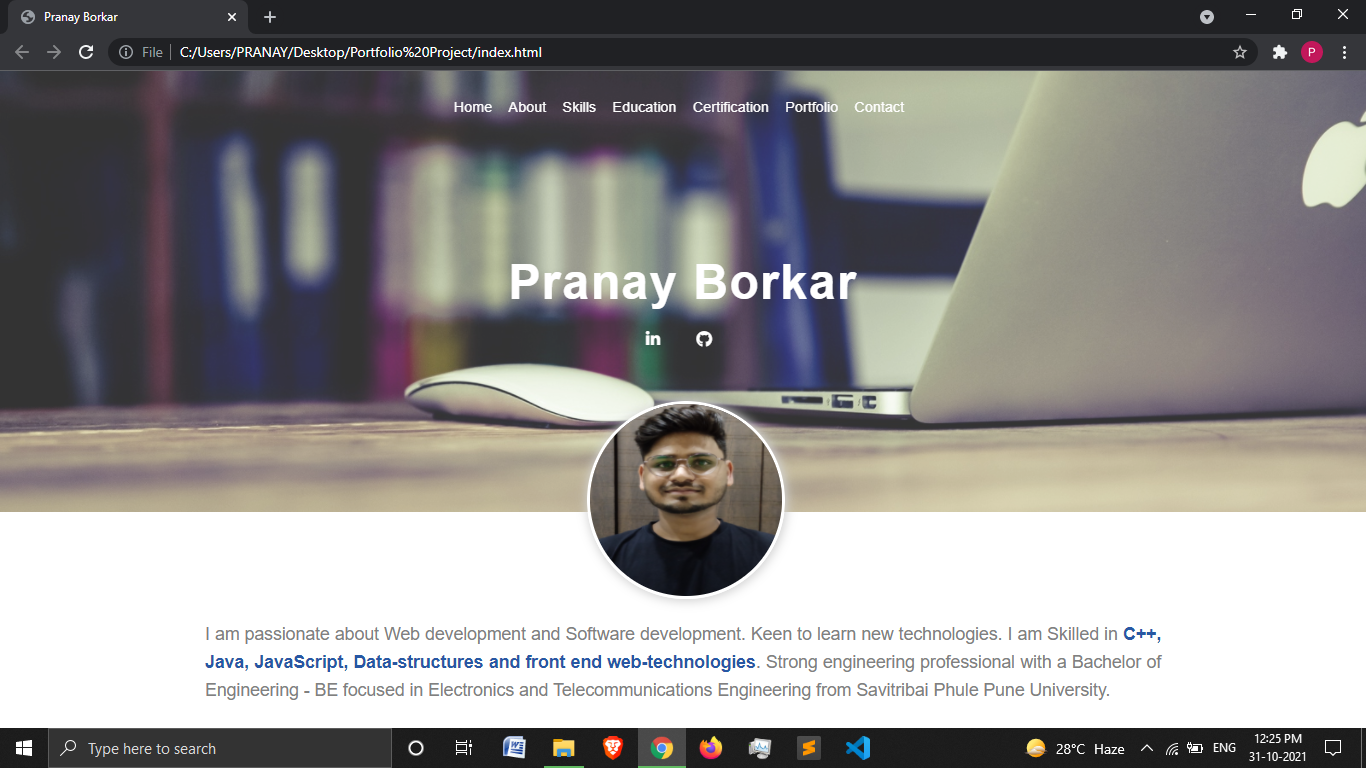 Pranay Borkar
File C:/Users/PRANAY/Desktop/Portfolio%20Project/index.html
P
Home About Skills Education Certification Portfolio Contact
Pranay Borkar
I am passionate about Web development and Software development. Keen to learn new technologies. I am Skilled in C++,
Java, JavaScript, Data-structures and front end web-technologies. Strong engineering professional with a Bachelor of
Engineering - BE focused in Electronics and Telecommunications Engineering from Savitribai Phule Pune University.
Type here to search
28°C Haze
ENG
12:25 PM
31-10-2021